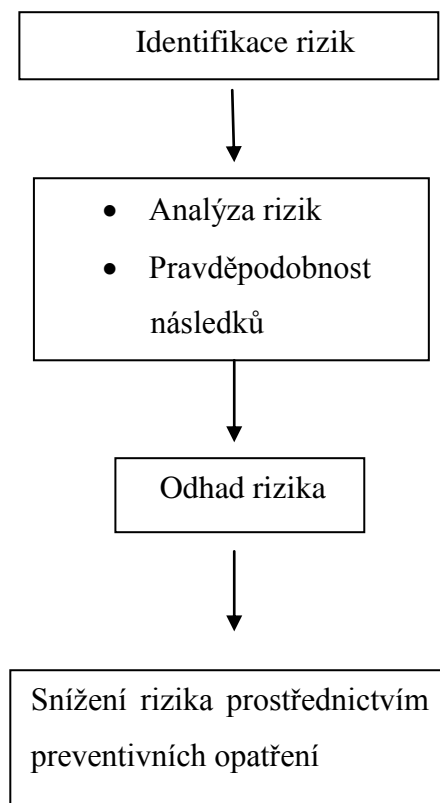 Identifikace rizik
• Analýza rizik
• Pravděpodobnost
následků
Odhad rizika
Snížení rizika prostřednictvím
preventivních opatření